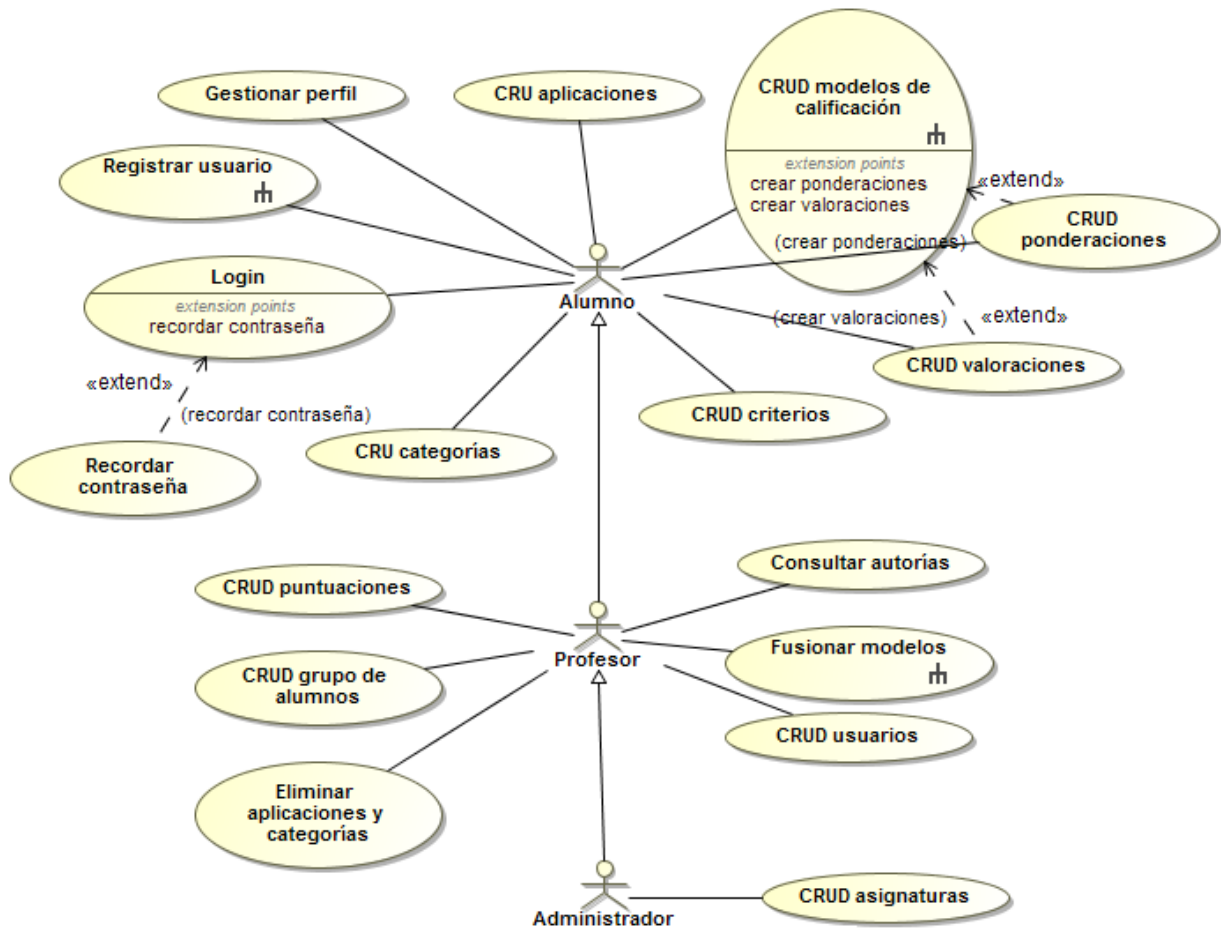 Gestionar perfil
CRU aplicaciones
CRUD modelos de
calificación
extension points
crear ponderaciones
crear valoraciones
Registrar usuario
«extend»
CRUD
ponderaciones
(crear ponderaciones)
Login
extension points
recordar contraseña
Alumno
(crear valoraciones)
«extend»
CRUD valoraciones
«extend»
(recordar contraseña)
CRUD criterios
CRU categorías
Recordar
contraseña
Consultar autorías
CRUD puntuaciones
Fusionar modelos
Profesor
CRUD grupo de
alumnos
CRUD usuarios
Eliminar
aplicaciones y
categorías
CRUD asignaturas
Administrador